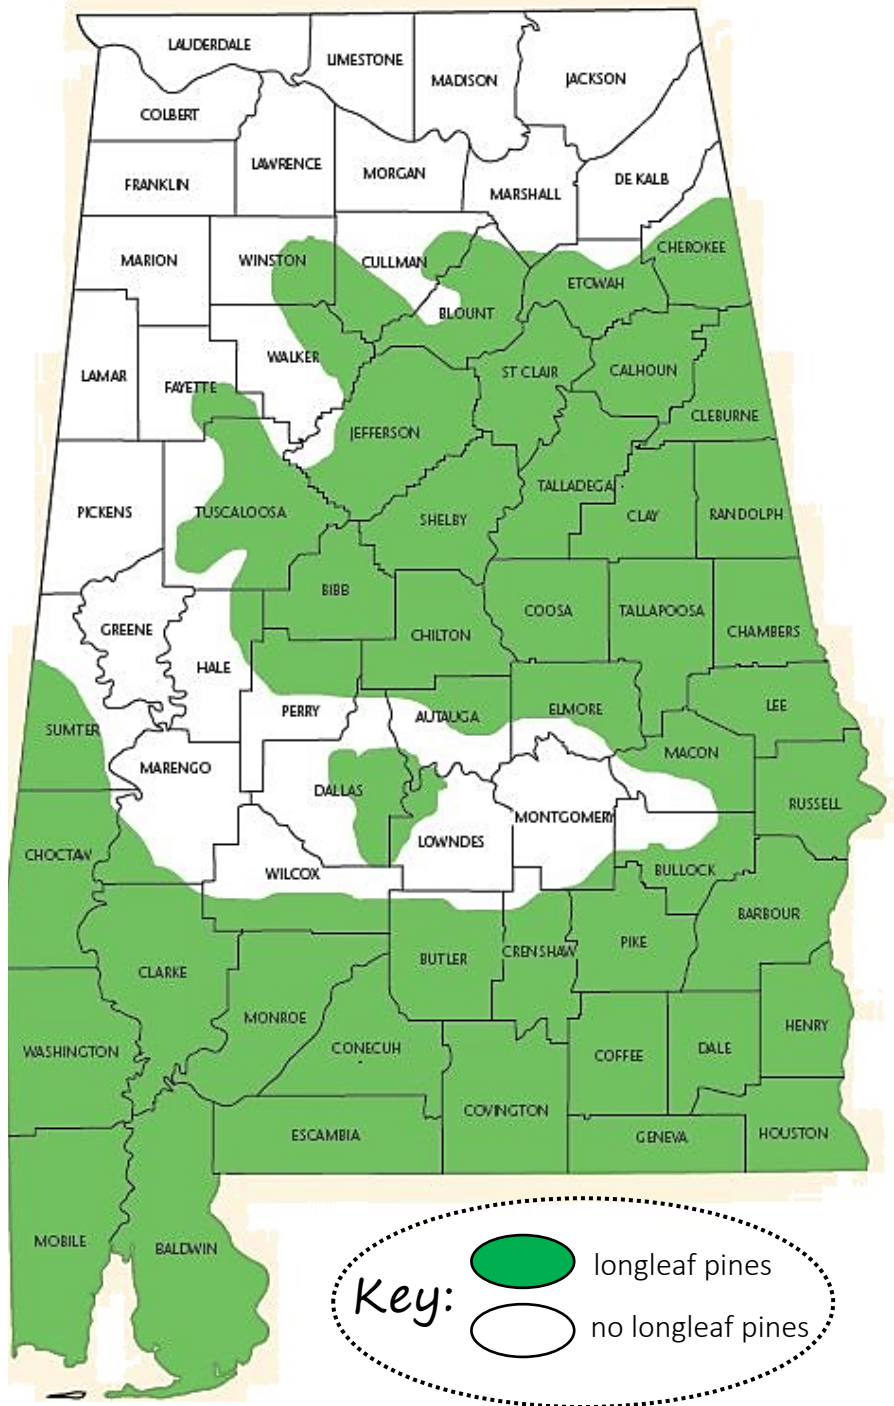 LAUDERDALE
LIMESTONE
MADISON
JACKSON
COLBERT
LAWRENCE
MORGAN
FRANKLIN
MARSHALL
DE KALB
MARION
WINSTON
CULLMAN
CHEROKEE
ETOWAH
BLOUNT
WALKER
LAMAR
FAYETTE
ST CLAIR
CALHOUN
CLEBURNE
JEFFERSON
TALLADEGA
PICKENS
TUSCALOOSA
SHELBY
CLAY
RANDOLPH
BIBB
GREENE
COOSA
TALLAPOOSA
CHAMBERS
CHILTON
HALE
PERRY
AUTAUGA
ELMORE
LEE
SUMTER
MACON
MARENGO
DALLAS
RUSSELL
MONTGOMERY
LOWNDES
CHOCTAW
WILCOX
BULLOCK
BARBOUR
PIKE
CRENSHAW
BUTLER
CLARKE
MONROE
HENRY
WASHINGTON
CONECUH
COFFEE
DALE
COVINGTON
ESCAMBIA
GENEVA
HOUSTON
MOBILE
BALDWIN
Key:
longleaf pines
no longleaf pines